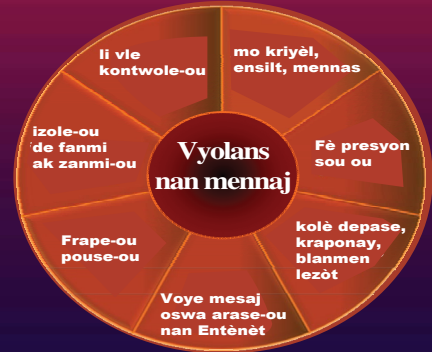 Vyolans
nan mennaj
li vle
kontwole-ou
mo kriyèl,
ensilt, mennas
Fè presyon
sou ou
kolè depase,
kraponay,
blanmen
lezòt
Voye mesaj
oswa arase-ou
nan Entènèt
Frape-ou
pouse-ou
izole-ou
de fanmi
ak zanmi-ou